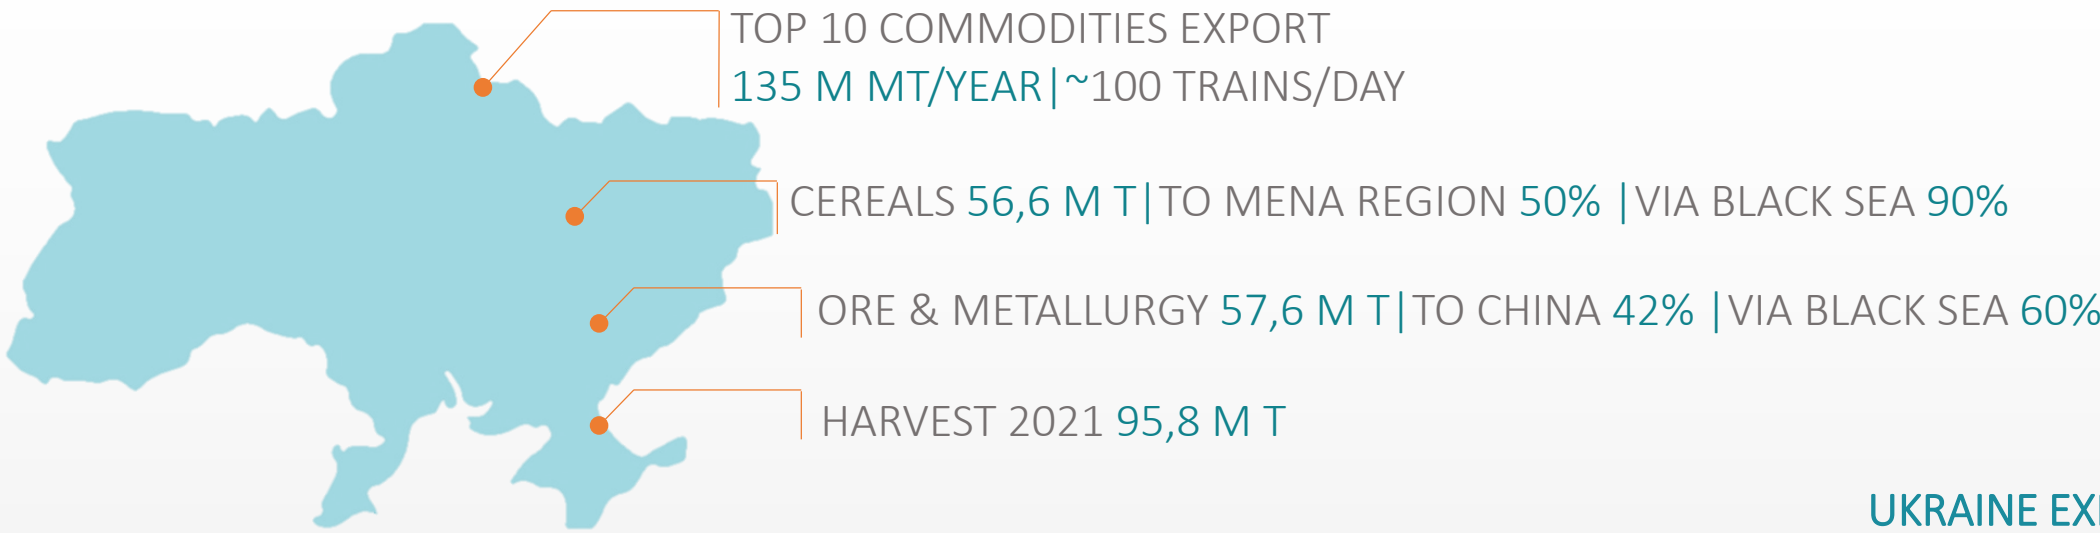 TOP 10 COMMODITIES EXPORT
135 M MT/YEAR|~100 TRAINS/DAY
CEREALS 56,6 M T|TO MENA REGION 50% |VIA BLACK SEA 90%
ORE & METALLURGY 57,6 M T|TO CHINA 42% |VIA BLACK SEA 60%
HARVEST 2021 95,8 M T
UKRAINE